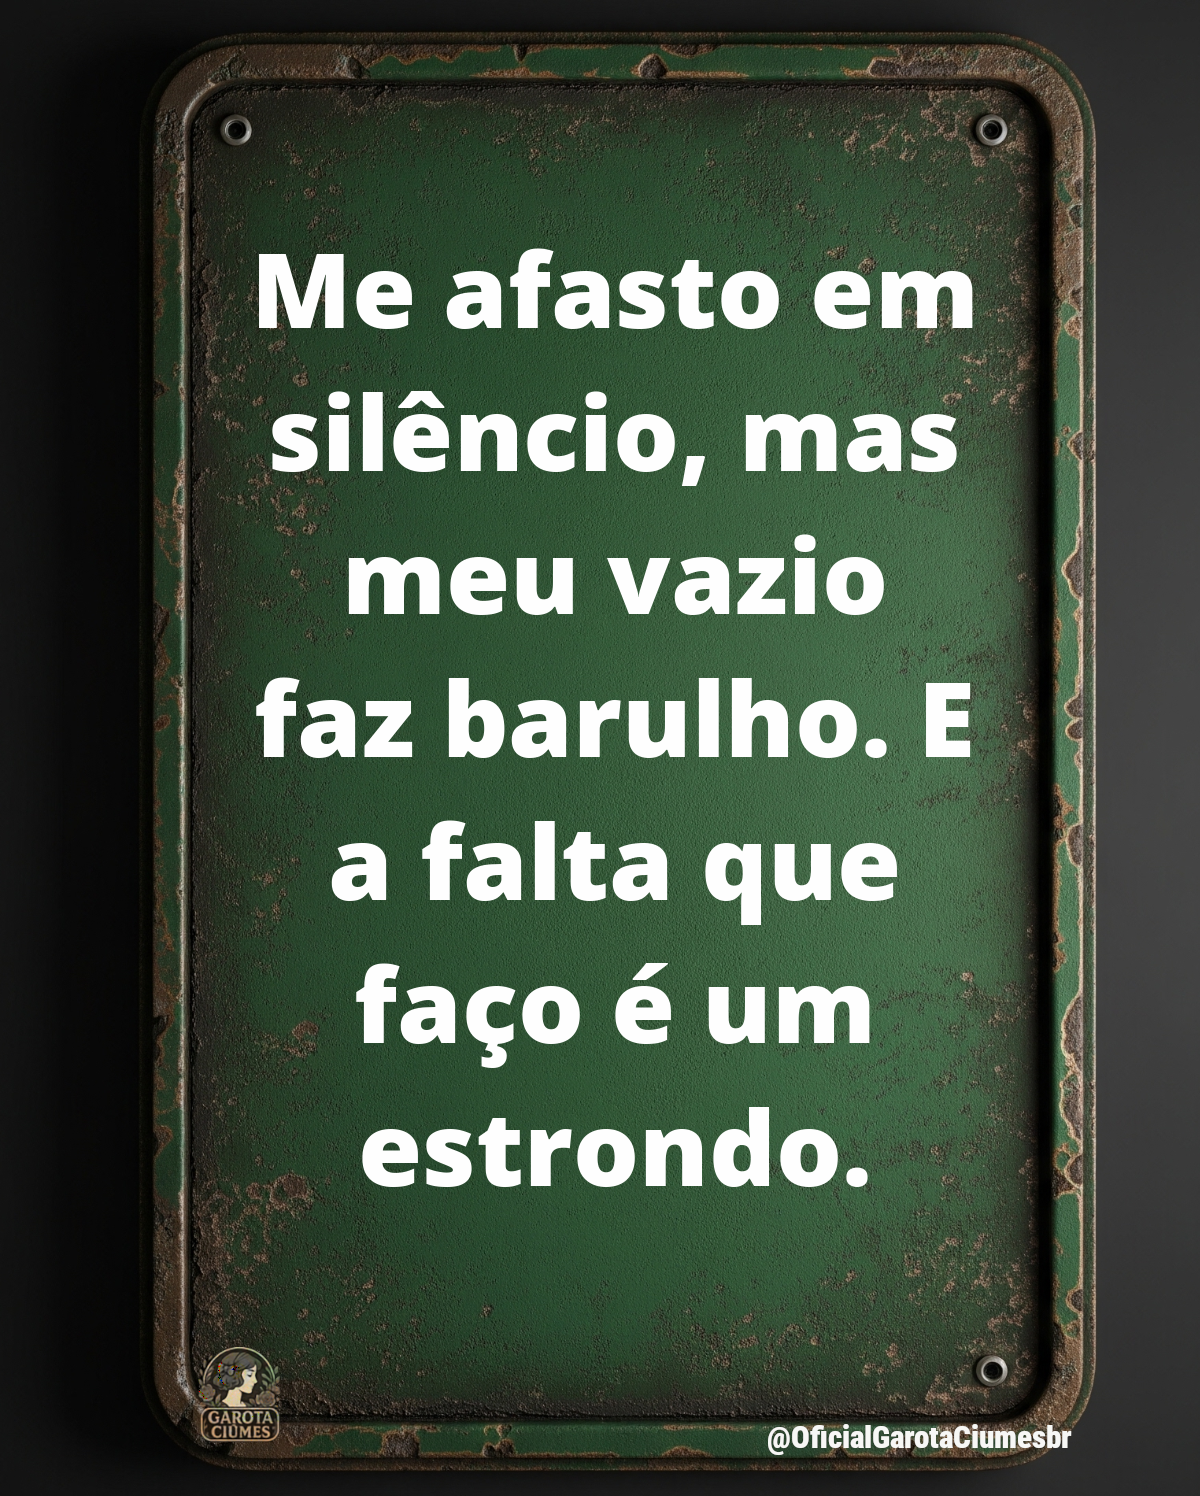 Me afasto em
silêncio, mas
meu vazio
faz barulho. E
a falta que
faço é um
estrondo.
GAROTA
CIÚMES
@OficialGarotaCiumesbr